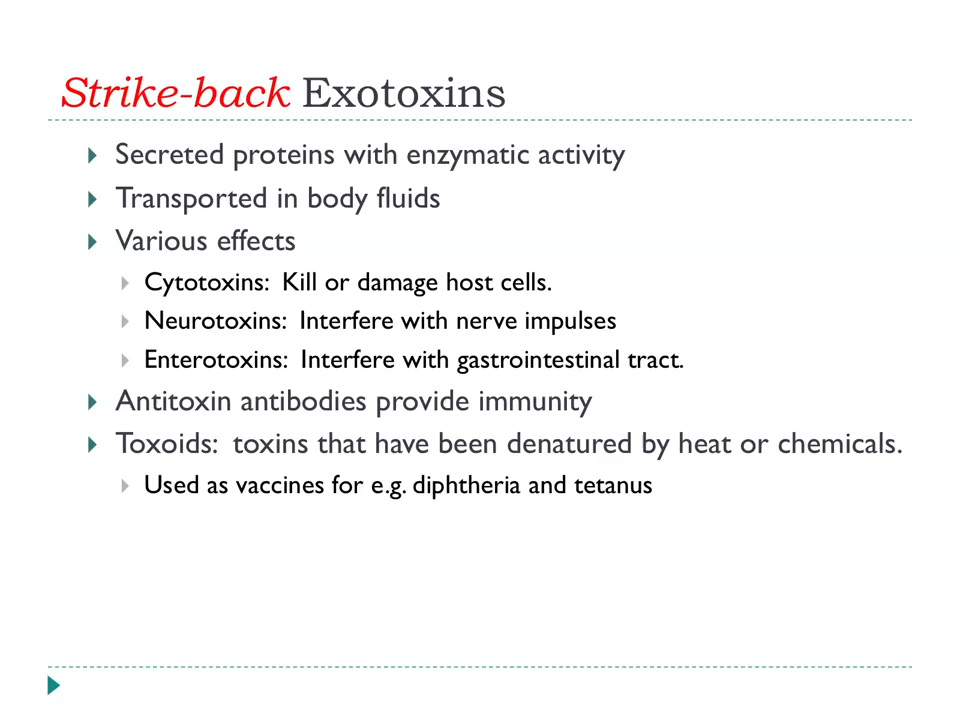 Strike-back Exotoxins
Secreted proteins with enzymatic activity
Transported in body fluids
Various effects
Cytotoxins: Kill or damage host cells.
Neurotoxins: Interfere with nerve impulses
Enterotoxins: Interfere with gastrointestinal tract.
Antitoxin antibodies provide immunity
Toxoids: toxins that have been denatured by heat or chemicals.
Used as vaccines for e.g. diphtheria and tetanus